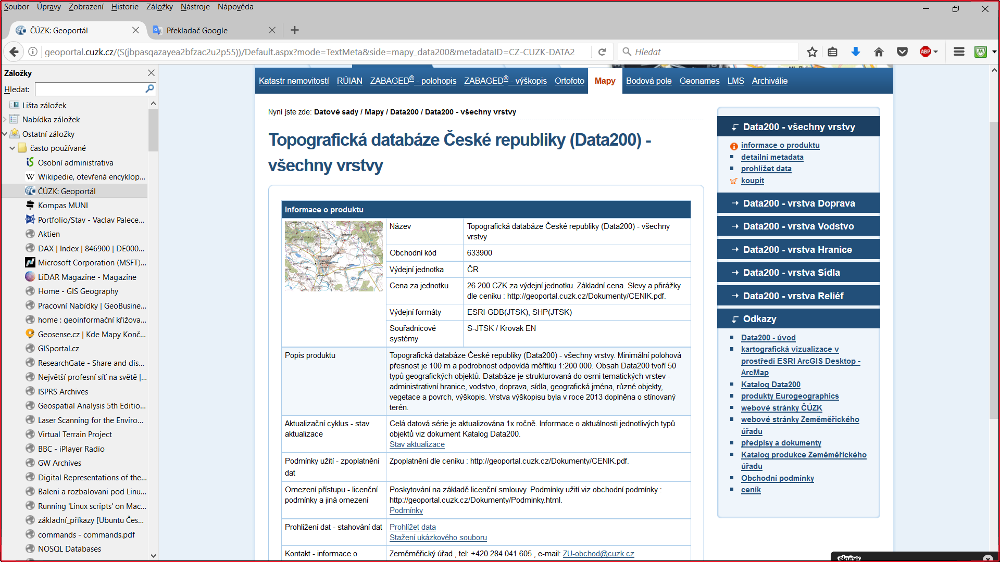 Soubor Úpravy Zobrazení Historie Záložky Nástroje Nápověda
ČÚZK: Geoportál
Překladač Google
geoportal.cuzk.cz/(S(jbpasqazayea2bfzac2u2p55))/Default.aspx?mode=TextMeta&side=mapy_data200&metadataID=CZ-CUZK-DATA2
Hledat
ABP
Záložky
Hledat:
Lišta záložek
Nabídka záložek
Ostatní záložky
často používané
Osobní administrativa
Wikipedie, otevřená encyklop...
ČÚZK: Geoportál
Kompas MUNI
Portfolio/Stav - Vaclav Palece...
Aktien
DAX | Index | 846900 | DE000...
Microsoft Corporation (MSFT)...
LiDAR Magazine - Magazine
Home - GIS Geography
Pracovní Nabídky | GeoBusine...
home : geoinformační křižova...
Geosense.cz | Kde Mapy Konč...
GISportal.cz
ResearchGate - Share and dis...
Největší profesní síť na světě |...
ISPRS Archives
Geospatial Analysis 5th Editio...
Laser Scanning for the Enviro...
Virtual Terrain Project
BBC - iPlayer Radio
GW Archives
Digital Representations of the...
Baleni a rozbalovani pod Linu...
Running 'Linux scripts' on Mac...
základní_příkazy [Ubuntu Čes...
commands - commands.pdf
NOSQL Databases
Katastr nemovitostí RÚIAN ZABAGED® - polohopis ZABAGED® - výškopis Ortofoto Mapy Bodová pole Geonames LMS Archiválie
Nyní jste zde: Datové sady / Mapy / Data200 / Data200 - všechny vrstvy
Topografická databáze České republiky (Data200) -
všechny vrstvy
Informace o produktu
Název
Topografická databáze České republiky (Data200) - všechny
vrstvy
Obchodní kód
633900
Výdejní jednotka
ČR
Cena za jednotku
26 200 CZK za výdejní jednotku. Základní cena. Slevy a přirážky
dle ceníku : http://geoportal.cuzk.cz/Dokumenty/CENIK.pdf.
Výdejní formáty
ESRI-GDB(JTSK), SHP(JTSK)
Souřadnicové
systémy
S-JTSK / Krovak EN
Popis produktu
Topografická databáze České republiky (Data200) - všechny vrstvy. Minimální polohová
přesnost je 100 m a podrobnost odpovídá měřítku 1:200 000. Obsah Data200 tvoří 50
typů geografických objektů. Databáze je strukturovaná do osmi tematických vrstev -
administrativní hranice, vodstvo, doprava, sídla, geografická jména, různé objekty,
vegetace a povrch, výškopis. Vrstva výškopisu byla v roce 2013 doplněna o stínovaný
terén.
Aktualizační cyklus - stav
aktualizace
Celá datová série je aktualizována 1x ročně. Informace o aktuálnosti jednotlivých typů
objektů viz dokument Katalog Data200.
Stav aktualizace
Podmínky užití - zpoplatnění
dat
Zpoplatnění dle ceníku : http://geoportal.cuzk.cz/Dokumenty/CENIK.pdf.
Omezení přístupu - licenční
podmínky a jiná omezení
Poskytování na základě licenční smlouvy. Podmínky užití viz obchodní podmínky :
http://geoportal.cuzk.cz/Dokumenty/Podminky.html.
Podmínky
Prohlížení dat - stahování dat
Prohlížet data
Stažení ukázkového souboru
Kontakt - informace o
Zeměměřický úřad , tel: +420 284 041 605 , e-mail: ZU-obchod@cuzk.cz
Data200 - všechny vrstvy
informace o produktu
detailní metadata
prohlížet data
koupit
Data200 - vrstva Doprava
Data200 - vrstva Vodstvo
Data200 - vrstva Hranice
Data200 - vrstva Sídla
Data200 - vrstva Reliéf
Odkazy
Data200 - úvod
kartografická vizualizace v
prostředí ESRI ArcGIS Desktop -
ArcMap
Katalog Data200
produkty Eurogeographics
webové stránky ČÚZK
webové stránky Zeměměřického
úřadu
předpisy a dokumenty
Katalog produkce Zeměměřického
úřadu
Obchodní podmínky
ceník
skype